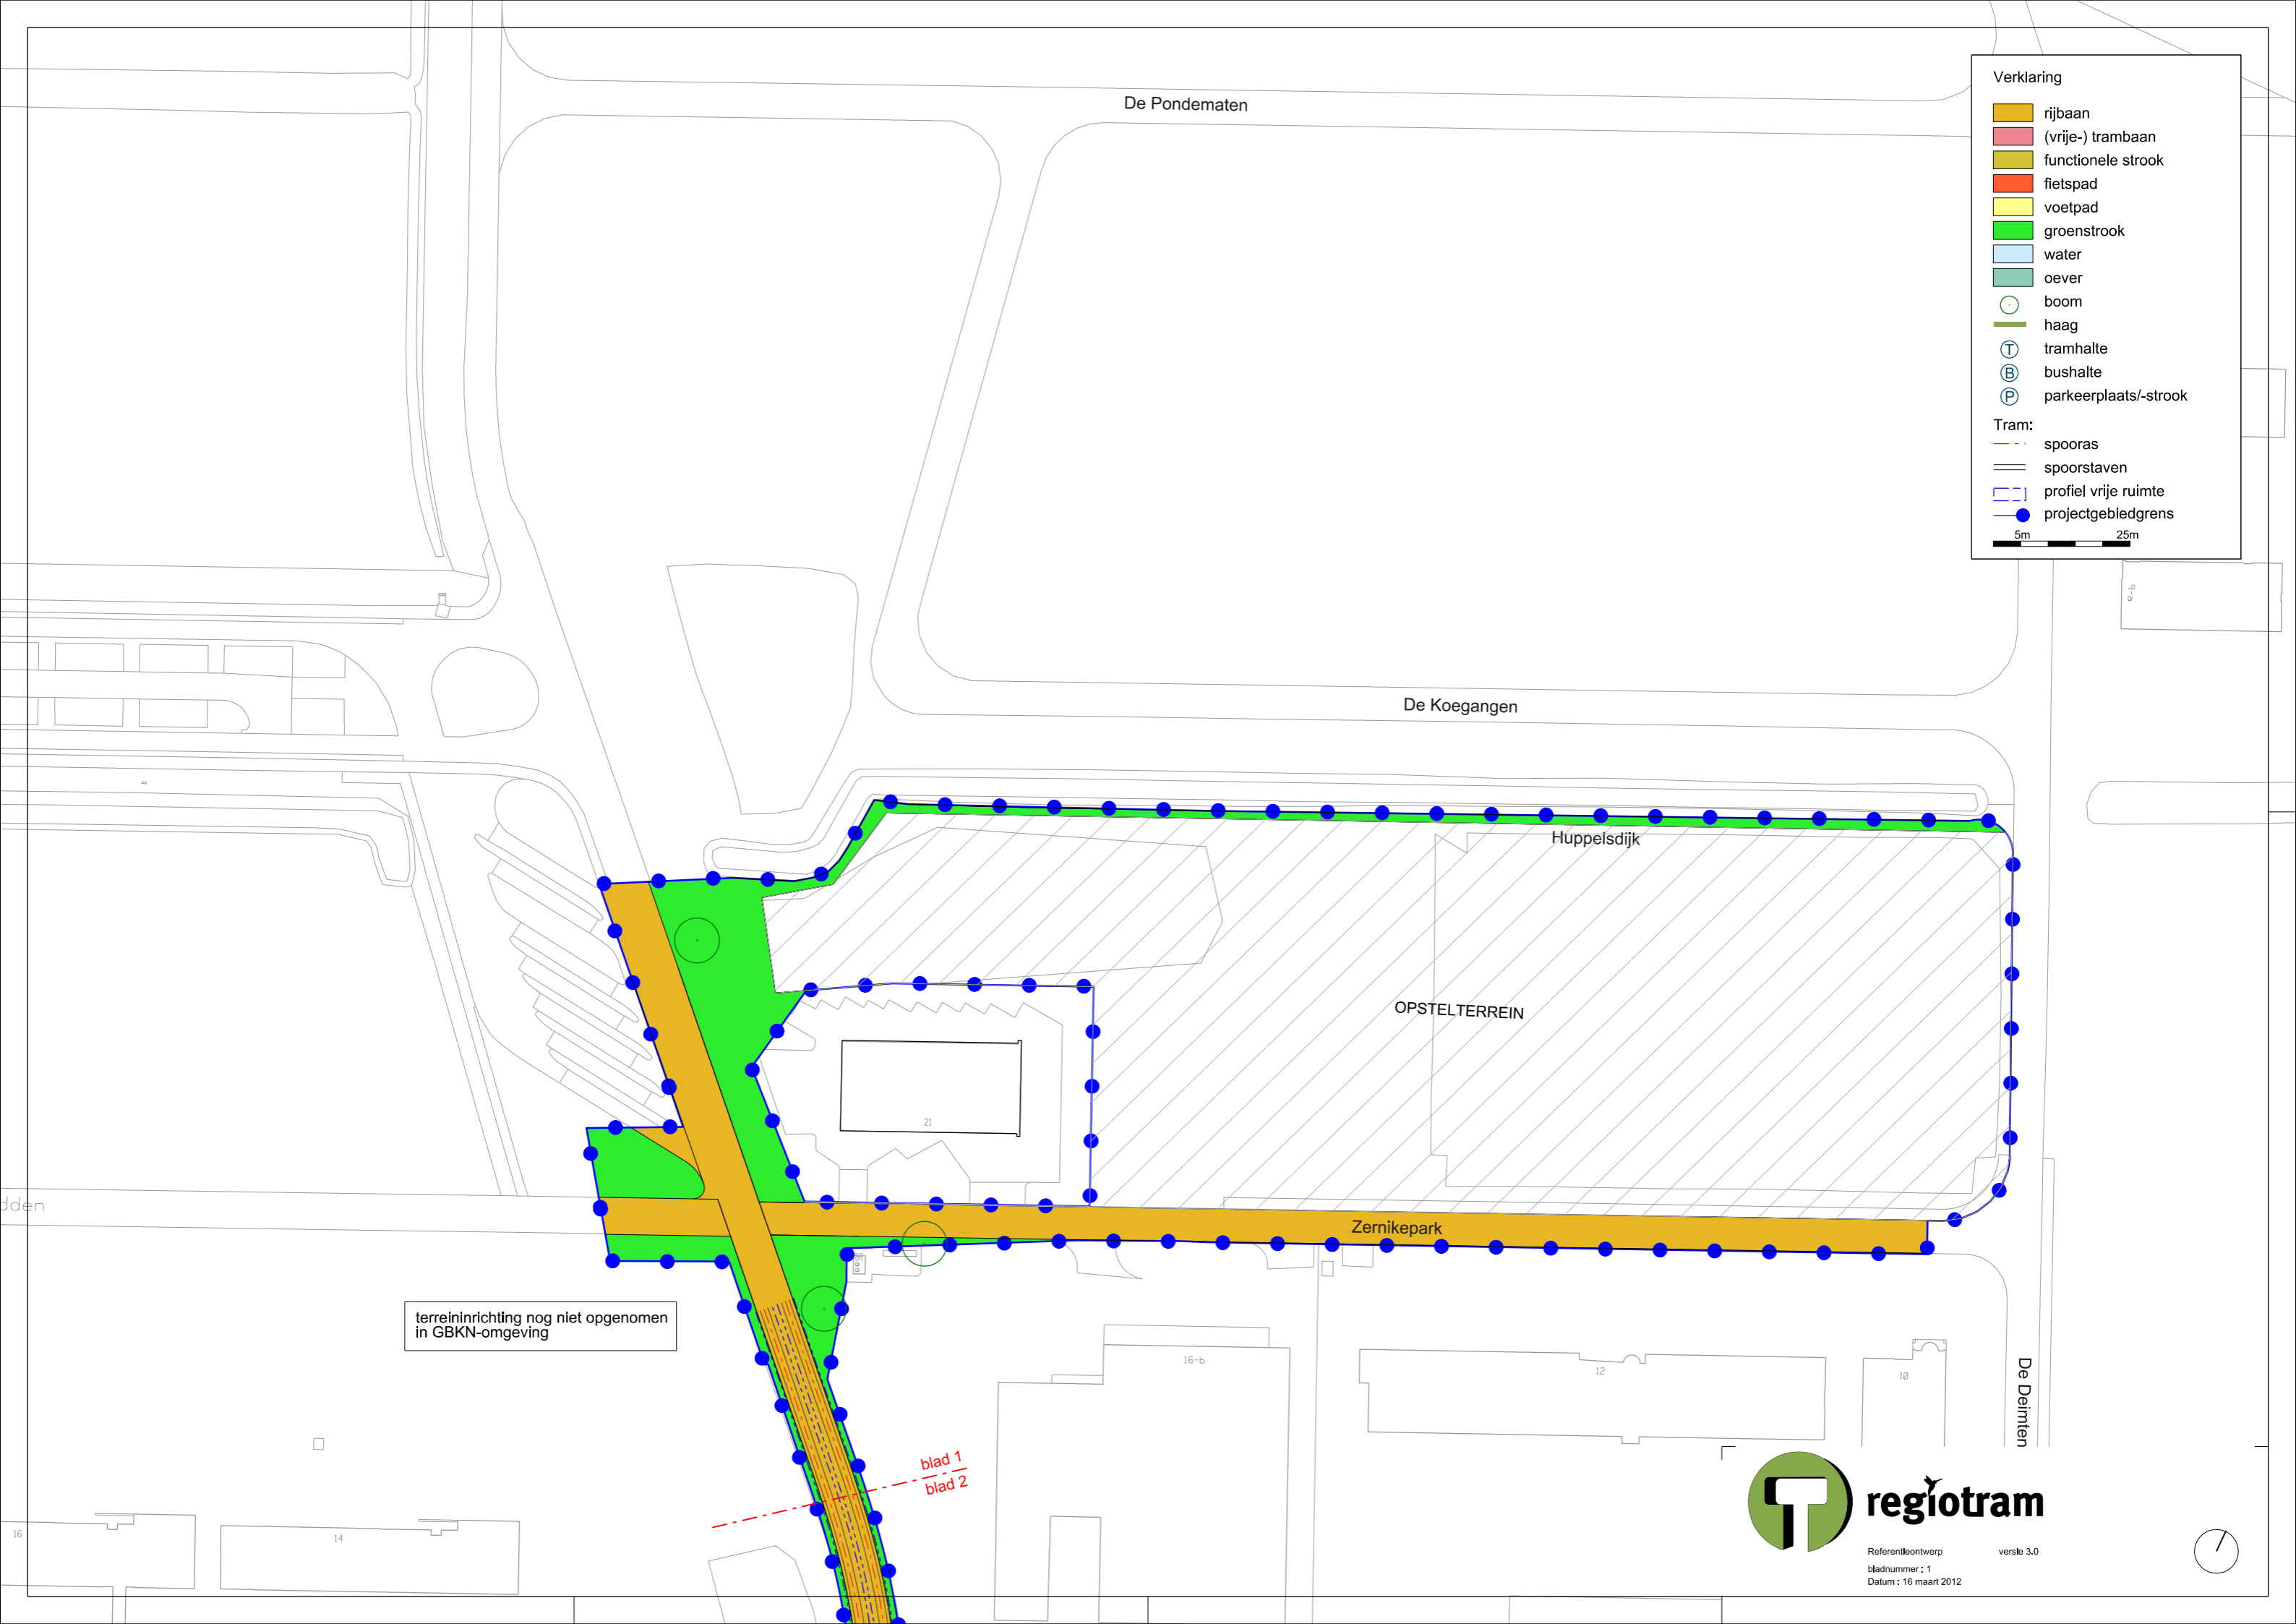 De Pondematen
Verklaring
rijbaan
(vrije-) trambaan
functionele strook
fietspad
voetpad
groenstrook
water
oever
boom
haag
T tramhalte
B bushalte
P parkeerplaats/-strook
Tram:
spooras
spoorstaven
profiel vrije ruimte
projectgebiedgrens
5m 25m
9-a
De Koegangen
Huppelsdijk
OPSTELTERREIN
21
dden
Zernikepark
terreininrichting nog niet opgenomen
in GBKN-omgeving
16-b
12
10
De Deimten
blad 1
blad 2
16
14
regiotram
Referentieontwerp versie 3.0
bladnummer : 1
Datum : 16 maart 2012